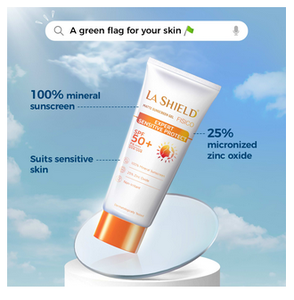 A green flag for your skin
100% mineral
sunscreen
Suits sensitive
skin
25%
micronized
zinc oxide
LA SHIELD
EXPERT
SENSITIVE PROTECT
SPF
50+